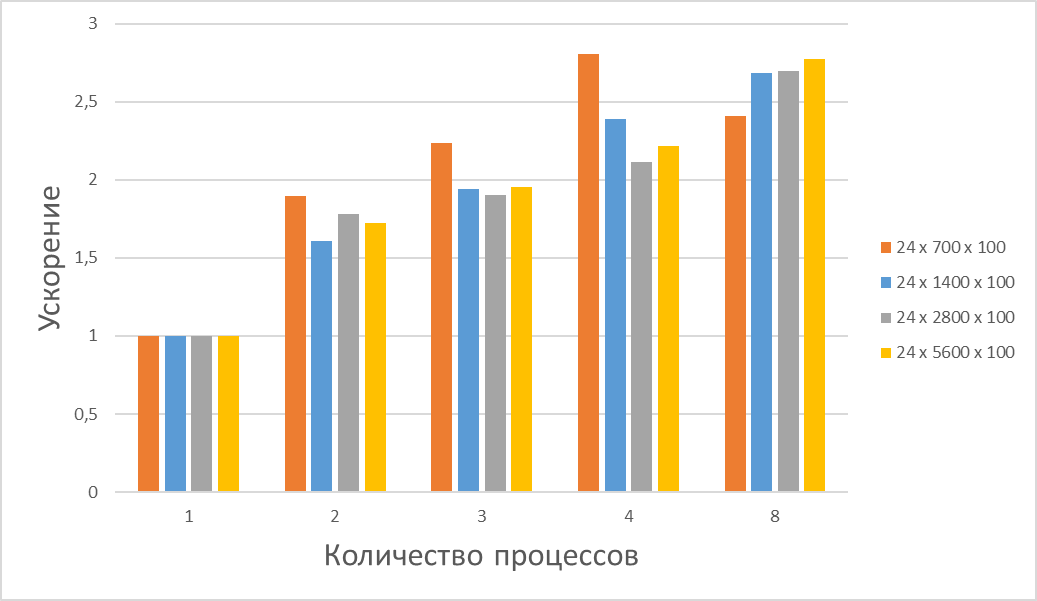 3
2,5
2
1,5
1
0,5
0
Ускорение
1 2 3 4 8
Количество процессов
24 x 700 x 100
24 x 1400 x 100
24 x 2800 x 100
24 x 5600 x 100